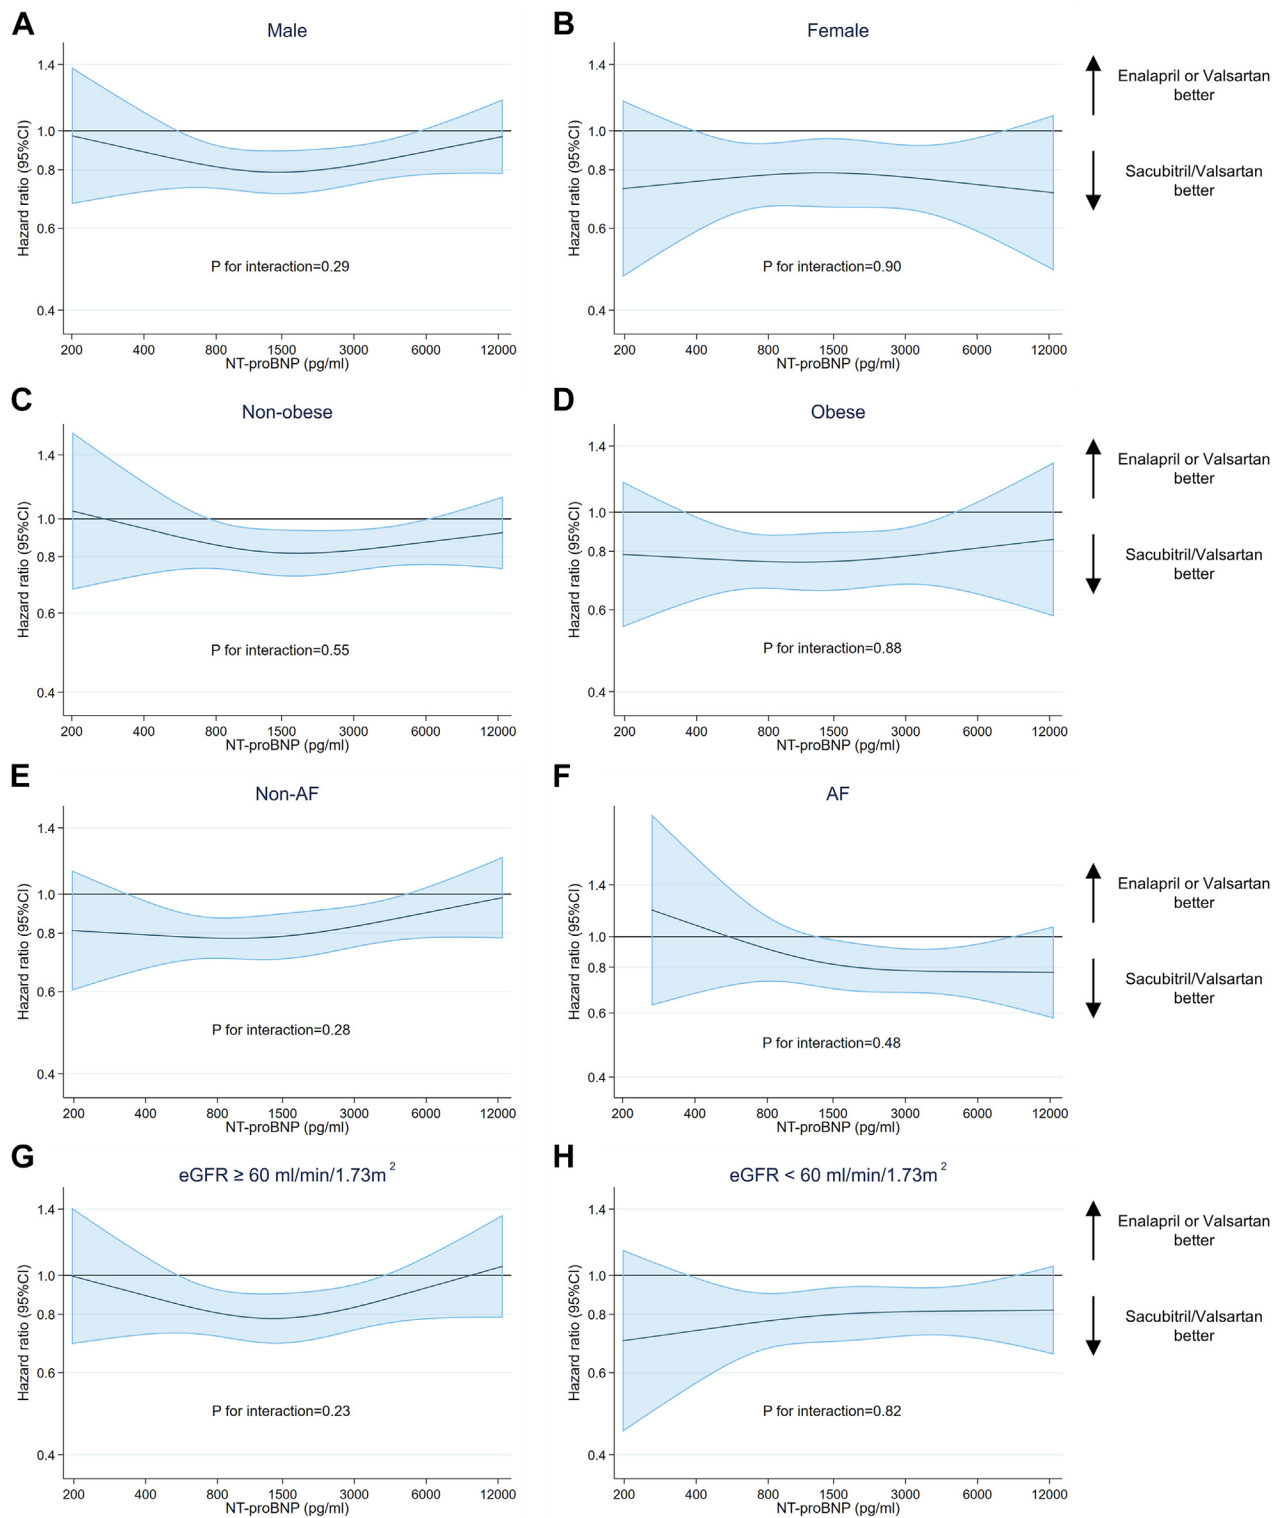 A
Male
Hazard ratio (95%CI)
1.4
1.0
0.8
0.6
0.4
P for interaction=0.29
200 400 800 1500 3000 6000 12000
NT-proBNP (pg/ml)
B
Female
Hazard ratio (95%CI)
1.4
1.0
0.8
0.6
0.4
P for interaction=0.90
200 400 800 1500 3000 6000 12000
NT-proBNP (pg/ml)
Enalapril or Valsartan
better
Sacubitril/Valsartan
better
C
Non-obese
Hazard ratio (95%CI)
1.4
1.0
0.8
0.6
0.4
P for interaction=0.55
200 400 800 1500 3000 6000 12000
NT-proBNP (pg/ml)
D
Obese
Hazard ratio (95%CI)
1.4
1.0
0.8
0.6
0.4
P for interaction=0.88
200 400 800 1500 3000 6000 12000
NT-proBNP (pg/ml)
Enalapril or Valsartan
better
Sacubitril/Valsartan
better
E
Non-AF
Hazard ratio (95%CI)
1.4
1.0
0.8
0.6
0.4
P for interaction=0.28
200 400 800 1500 3000 6000 12000
NT-proBNP (pg/ml)
F
AF
Hazard ratio (95%CI)
1.4
1.0
0.8
0.6
0.4
P for interaction=0.48
200 400 800 1500 3000 6000 12000
NT-proBNP (pg/ml)
Enalapril or Valsartan
better
Sacubitril/Valsartan
better
G
eGFR ≥ 60 ml/min/1.73m²
Hazard ratio (95%CI)
1.4
1.0
0.8
0.6
0.4
P for interaction=0.23
200 400 800 1500 3000 6000 12000
NT-proBNP (pg/ml)
H
eGFR < 60 ml/min/1.73m²
Hazard ratio (95%CI)
1.4
1.0
0.8
0.6
0.4
P for interaction=0.82
200 400 800 1500 3000 6000 12000
NT-proBNP (pg/ml)
Enalapril or Valsartan
better
Sacubitril/Valsartan
better